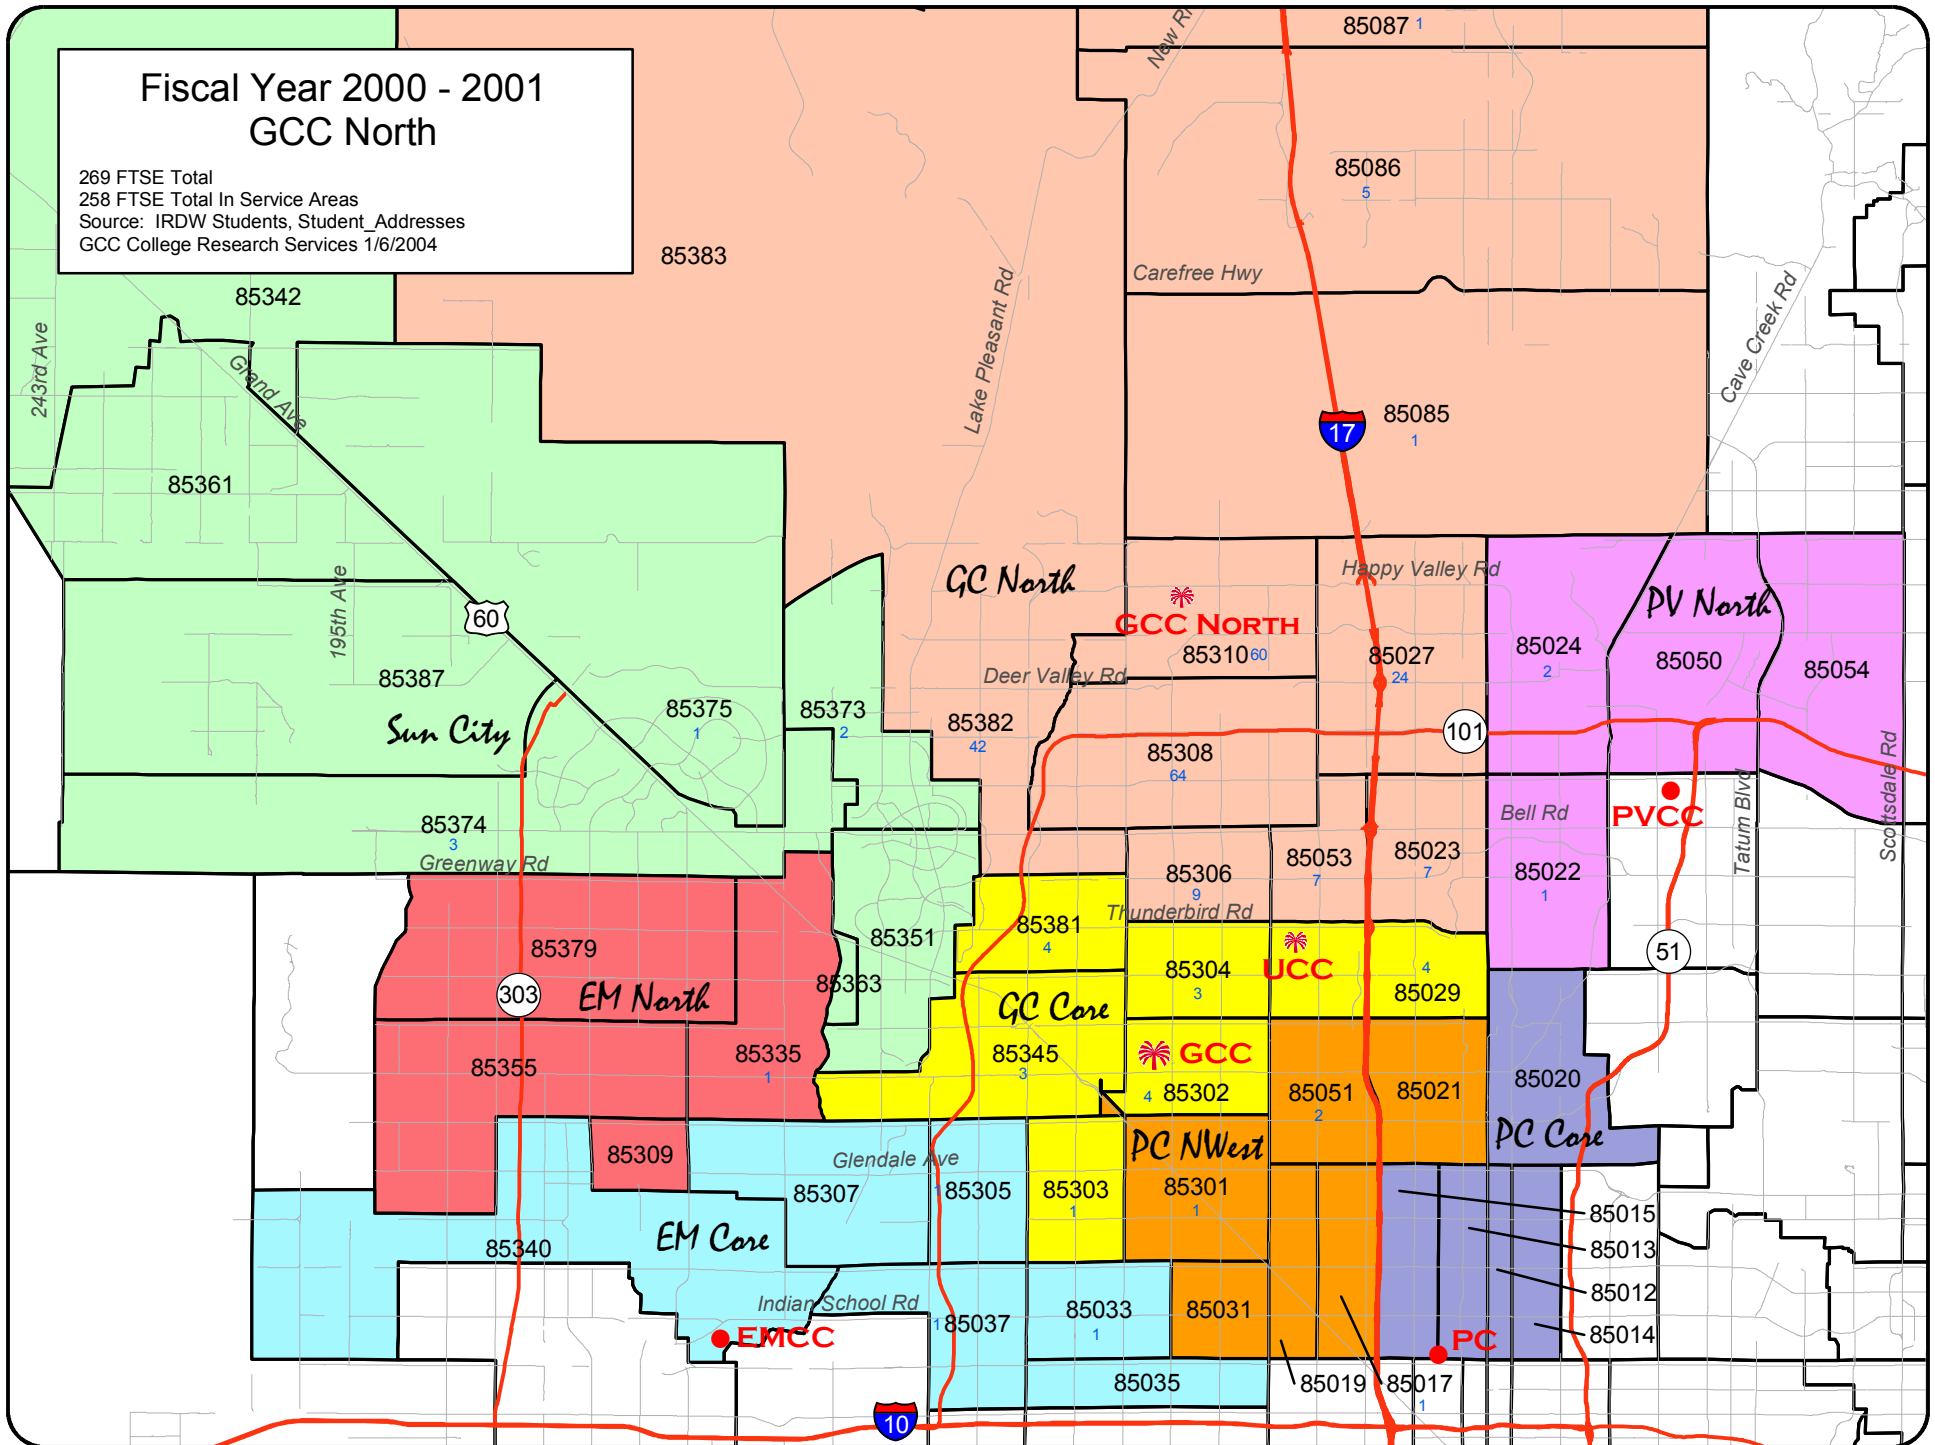 Fiscal Year 2000 - 2001
GCC North
269 FTSE Total
258 FTSE Total In Service Areas
Source: IRDW Students, Student_Addresses
GCC College Research Services 1/6/2004
85087 1
New Ri
85086
5
85383
Carefree Hwy
85342
243rd Ave
Grand Ave
Lake Pleasant Rd
Cave Creek Rd
17
85085
1
85361
195th Ave
60
GC North
Happy Valley Rd
GCC North
85310 60
PV North
85027
24
85024
2
85050
85054
Deer Valley Rd
85387
Sun City
85375
1
85373
2
85382
42
85308
64
101
Scottsdale Rd
Tatum Blvd
Bell Rd
PVCC
85374
3
Greenway Rd
85306
9
85053
7
85023
7
85022
1
Thunderbird Rd
85381
4
85351
85379
EM North
303
85363
85304
3
UCC
4
85029
51
GC Core
85355
85335
1
85345
3
GCC
4 85302
85051
2
85021
85020
PC NWest
PC Core
85309
Glendale Ave
85307
1 85305
85303
1
85301
1
85015
85013
85012
85014
EM Core
85340
Indian School Rd
EMCC
1 85037
85033
1
85031
PC
85035
85019
85017
1
10